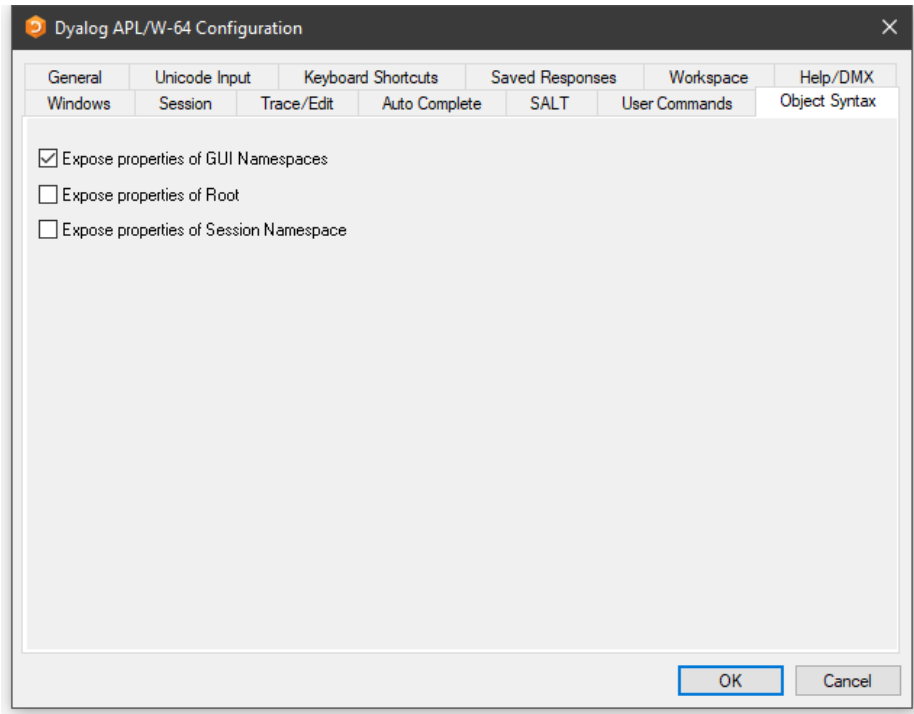 Dyalog APL/W-64 Configuration
General Unicode Input Keyboard Shortcuts Saved Responses Workspace Help/DMX
Windows Session Trace/Edit Auto Complete SALT User Commands Object Syntax
Expose properties of GUI Namespaces
Expose properties of Root
Expose properties of Session Namespace
OK Cancel